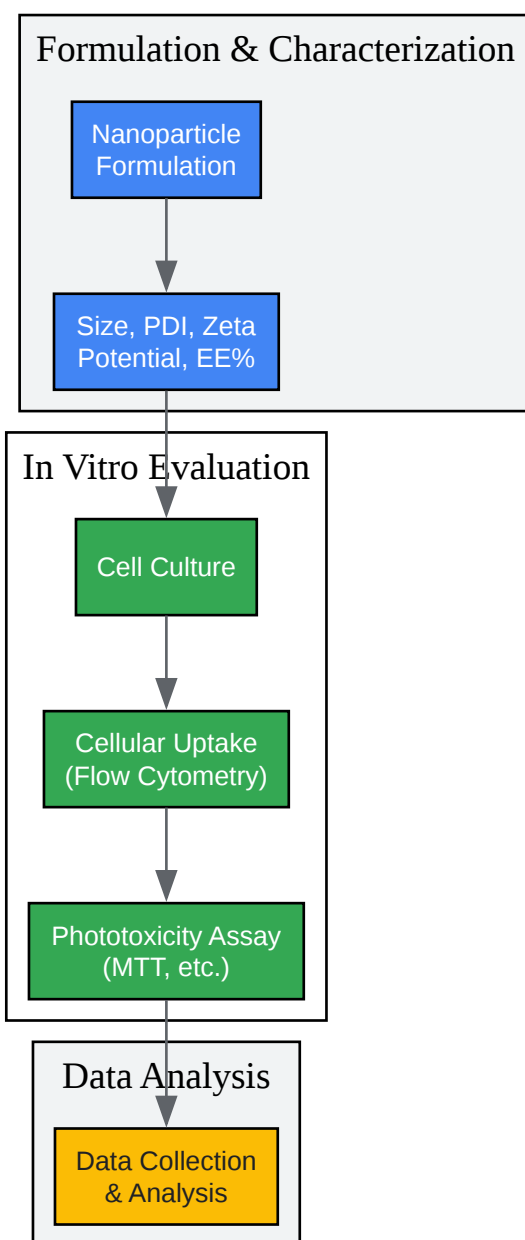 Formulation & Characterization
Nanoparticle
Formulation
Size, PDI, Zeta
Potential, EE%
In Vitro Evaluation
Cell Culture
Cellular Uptake
(Flow Cytometry)
Phototoxicity Assay
(MTT, etc.)
Data Analysis
Data Collection
& Analysis